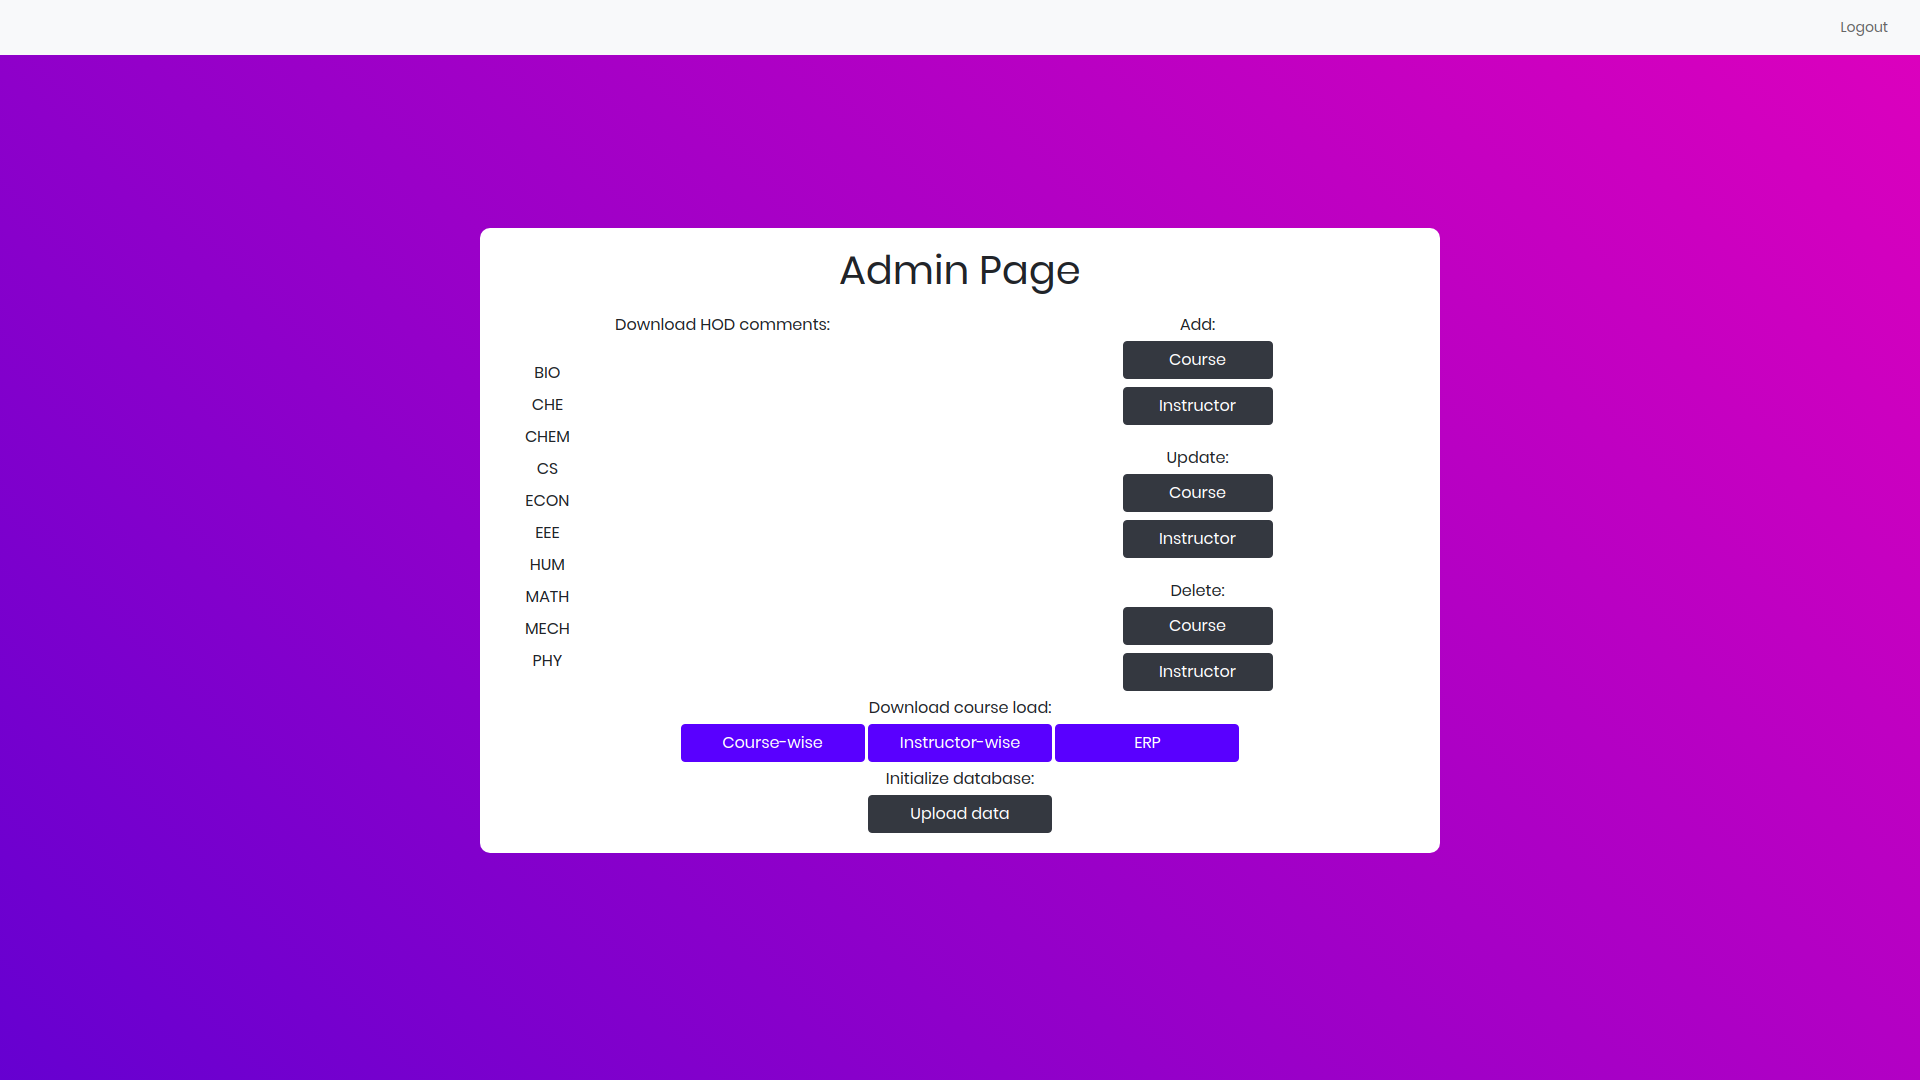 Logout
Admin Page
Download HOD comments:
BIO
CHE
CHEM
CS
ECON
EEE
HUM
MATH
MECH
PHY
Add:
Course
Instructor
Update:
Course
Instructor
Delete:
Course
Instructor
Download course load:
Course-wise Instructor-wise ERP
Initialize database:
Upload data